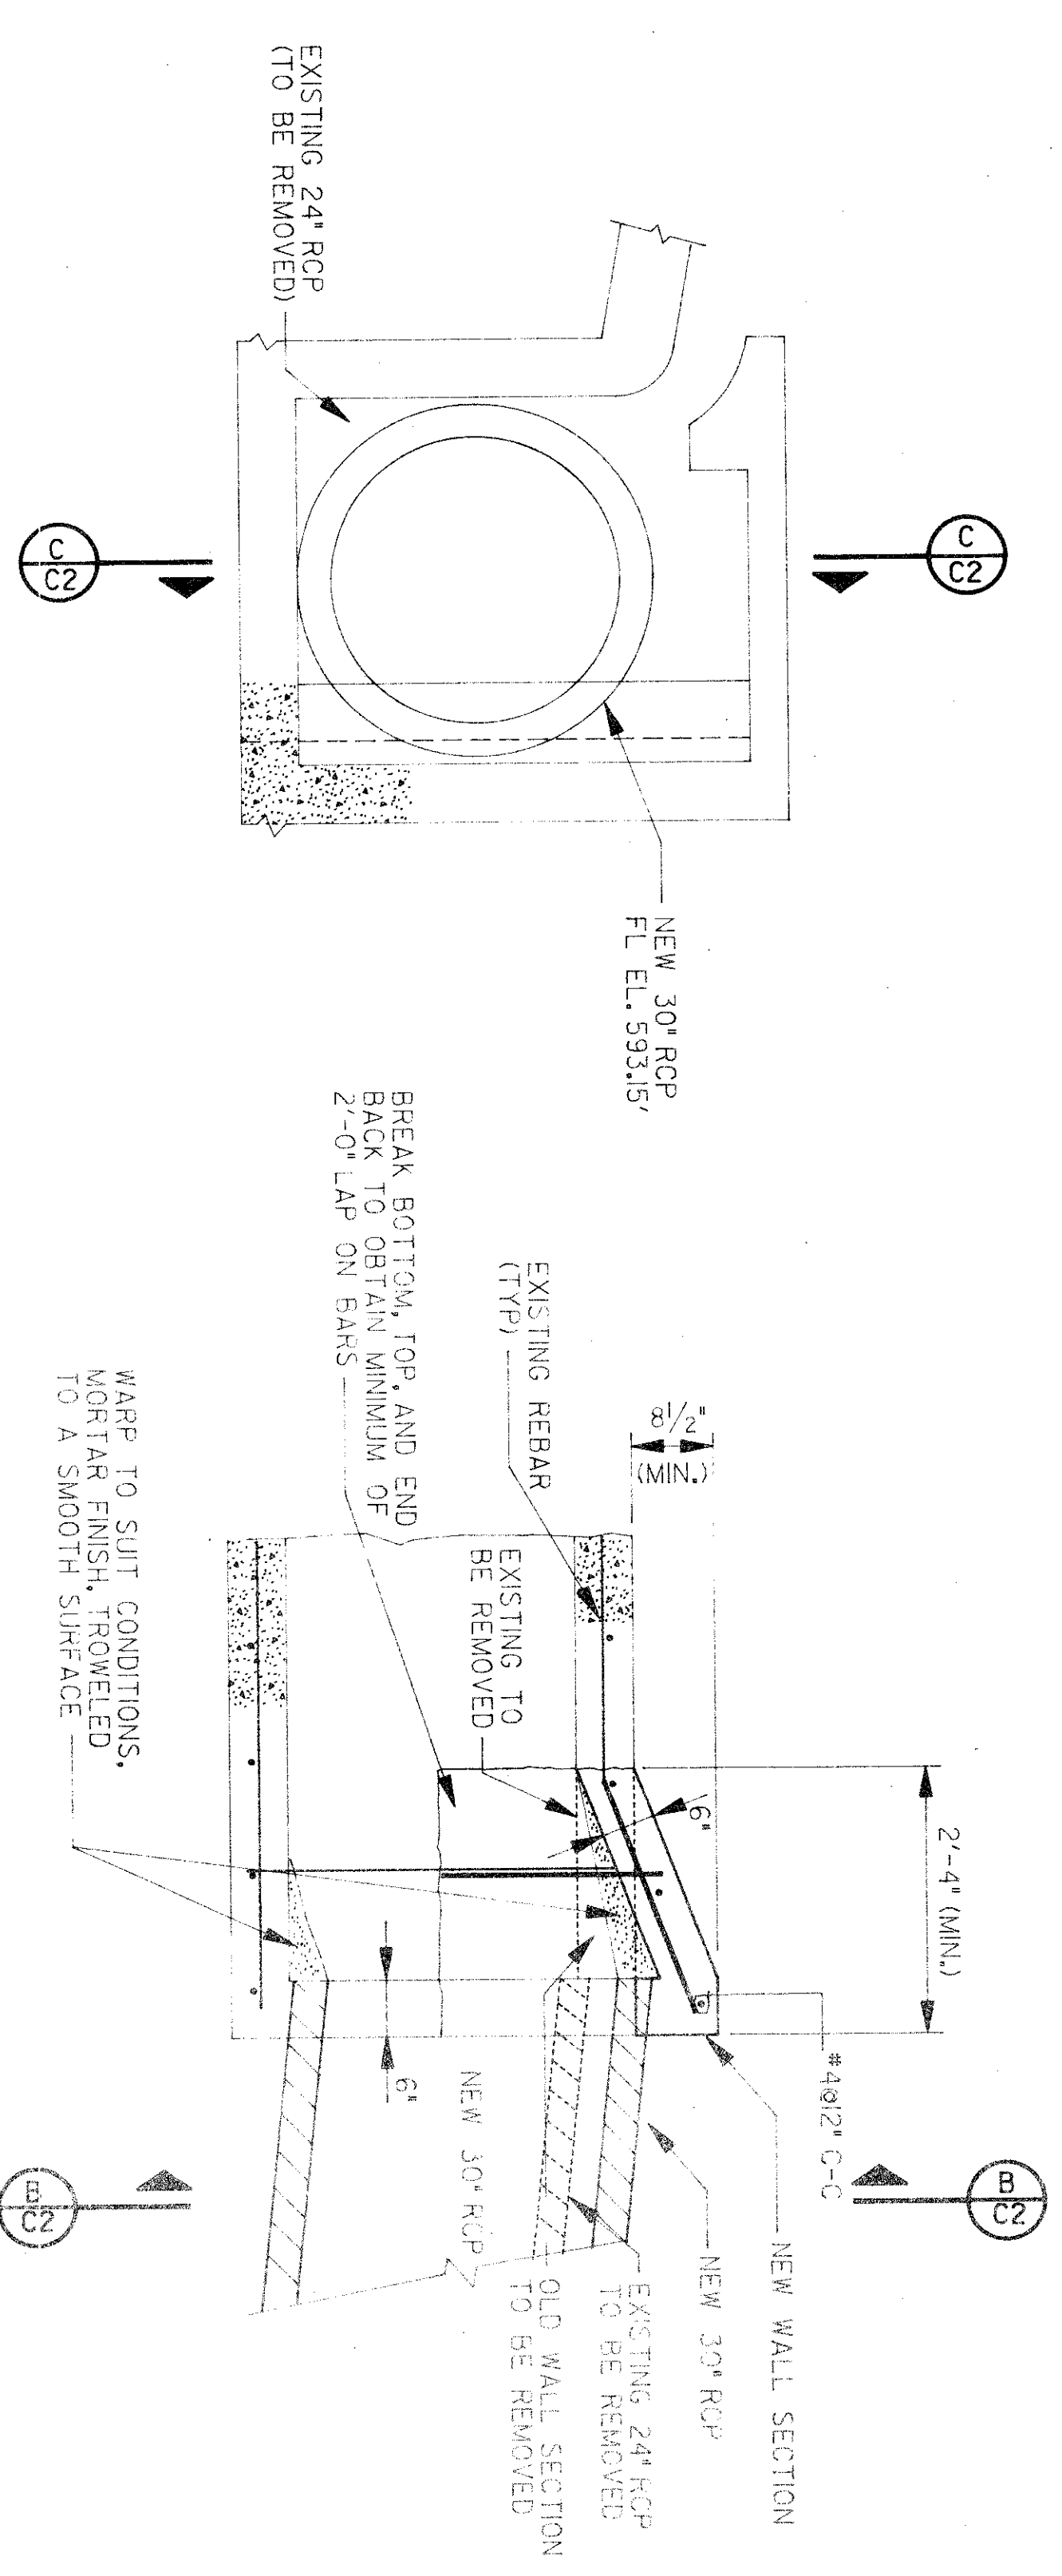 EXISTING 24" RCP
(TO BE REMOVED)
C
C2
C
C2
NEW 30" RCP
FL EL. 593.15'
BREAK BOTTOM, TOP, AND END
BACK TO OBTAIN MINIMUM OF
2'-0" LAP ON BARS
EXISTING REBAR
(TYP)
8 1/2"
(MIN.)
EXISTING TO
BE REMOVED
WARP TO SUIT CONDITIONS.
MORTAR FINISH, TROWELED
TO A SMOOTH SURFACE
6"
2'-4" (MIN.)
#4@12" C-C
6"
NEW 30" RCP
B
C2
B
C2
NEW WALL SECTION
NEW 30" RCP
EXISTING 24" RCP
TO BE REMOVED
OLD WALL SECTION
TO BE REMOVED